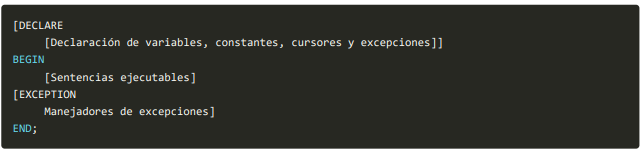 [DECLARE
[Declaración de variables, constantes, cursores y excepciones]]
BEGIN
[Sentencias ejecutables]
[EXCEPTION
Manejadores de excepciones]
END;